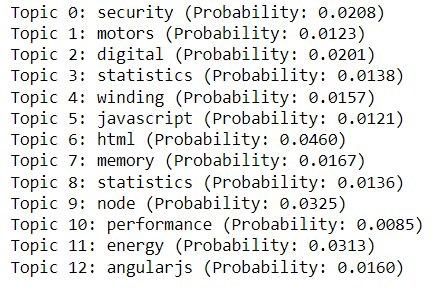 Topic 0: security (Probability: 0.0208)
Topic 1: motors (Probability: 0.0123)
Topic 2: digital (Probability: 0.0201)
Topic 3: statistics (Probability: 0.0138)
Topic 4: winding (Probability: 0.0157)
Topic 5: javascript (Probability: 0.0121)
Topic 6: html (Probability: 0.0460)
Topic 7: memory (Probability: 0.0167)
Topic 8: statistics (Probability: 0.0136)
Topic 9: node (Probability: 0.0325)
Topic 10: performance (Probability: 0.0085)
Topic 11: energy (Probability: 0.0313)
Topic 12: angularjs (Probability: 0.0160)